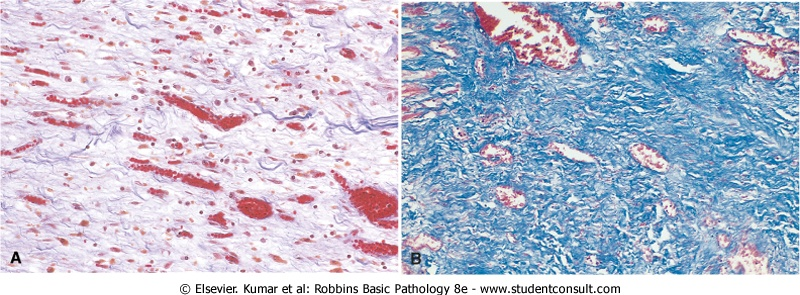 A
B
© Elsevier. Kumar et al: Robbins Basic Pathology 8e - www.studentconsult.com